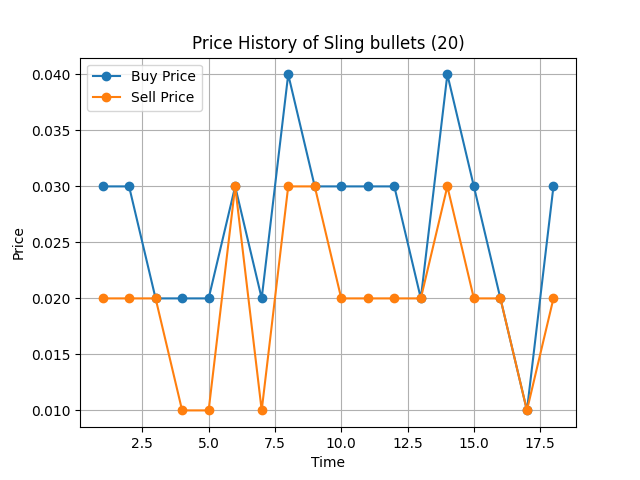 Price History of Sling bullets (20)
Buy Price
Sell Price
0.040
0.035
0.030
0.025
0.020
0.015
0.010
Price
2.5 5.0 7.5 10.0 12.5 15.0 17.5
Time